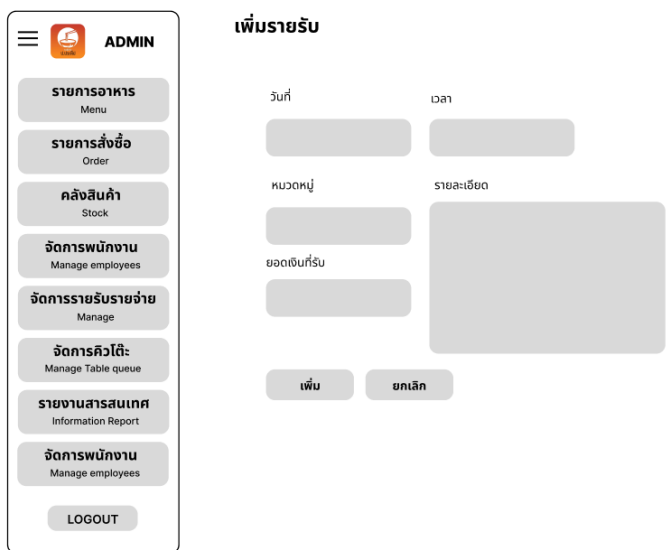 ADMIN
รายการอาหาร
Menu
รายการสั่งซื้อ
Order
คลังสินค้า
Stock
จัดการพนักงาน
Manage employees
จัดการรายรับรายจ่าย
Manage
จัดการคิวโต๊ะ
Manage Table queue
รายงานสารสนเทศ
Information Report
จัดการพนักงาน
Manage employees
LOGOUT
เพิ่มรายรับ
วันที่
เวลา
หมวดหมู่
รายละเอียด
ยอดเงินที่รับ
เพิ่ม
ยกเลิก